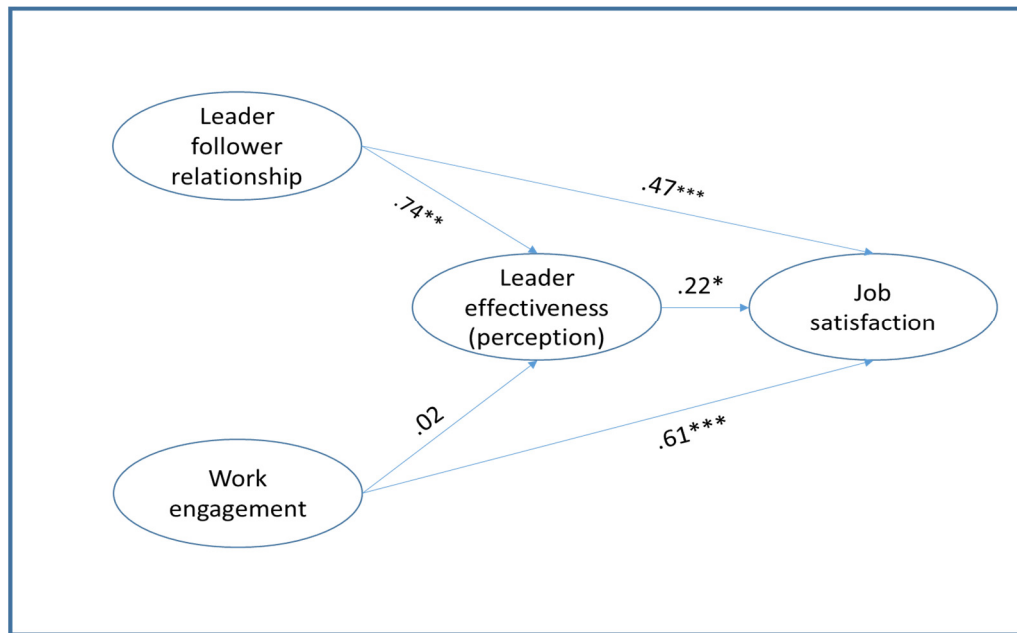 Leader
follower
relationship
.47***
.74**
Leader
effectiveness
(perception)
.22*
Job
satisfaction
.02
.61***
Work
engagement